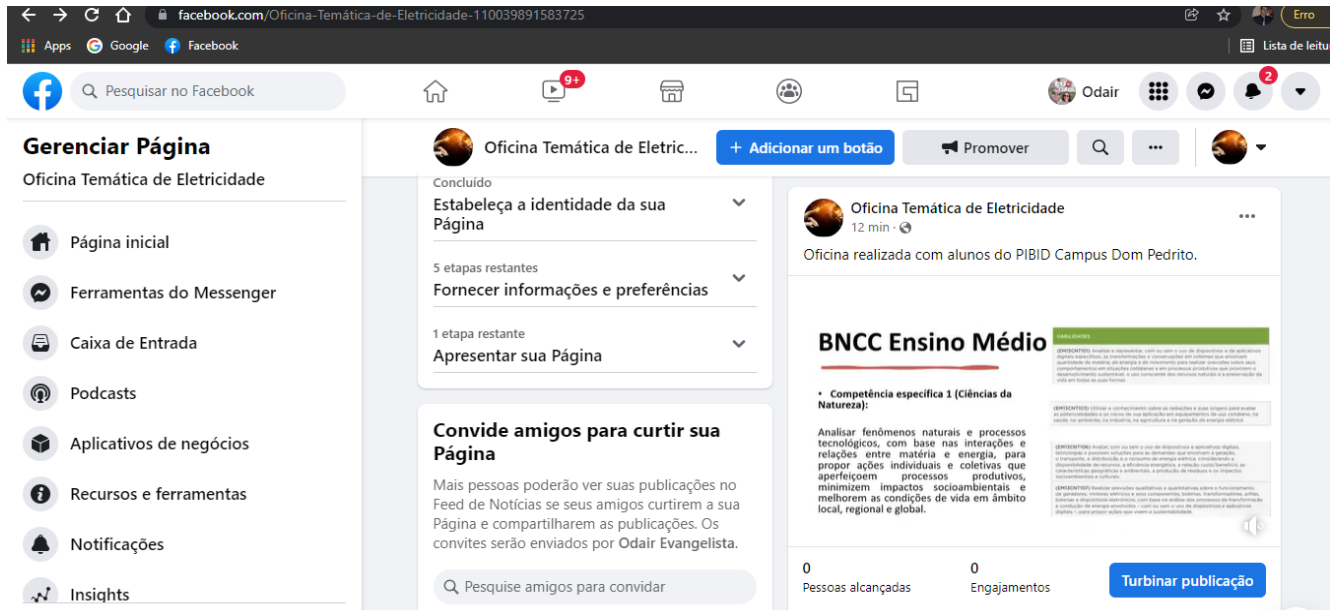 facebook.com/Oficina-Temática-de-Eletricidade-110039891583725
Erro
Apps
Google
Facebook
Lista de leitu
Pesquisar no Facebook
9+
Odair
2
Gerenciar Página
Oficina Temática de Eletricidade
Página inicial
Ferramentas do Messenger
Caixa de Entrada
Podcasts
Aplicativos de negócios
Recursos e ferramentas
Notificações
Insights
Oficina Temática de Eletric...
+ Adicionar um botão
Promover
Concluído
Estabeleça a identidade da sua
Página
5 etapas restantes
Fornecer informações e preferências
1 etapa restante
Apresentar sua Página
Convide amigos para curtir sua
Página
Mais pessoas poderão ver suas publicações no
Feed de Notícias se seus amigos curtirem a sua
Página e compartilharem as publicações. Os
convites serão enviados por Odair Evangelista.
Pesquise amigos para convidar
Oficina Temática de Eletricidade
12 min ·
Oficina realizada com alunos do PIBID Campus Dom Pedrito.
BNCC Ensino Médio
• Competência específica 1 (Ciências da
Natureza):
Analisar fenômenos naturais e processos
tecnológicos, com base nas interações e
relações entre matéria e energia, para
propor ações individuais e coletivas que
aperfeiçoem processos produtivos,
minimizem impactos socioambientais e
melhorem as condições de vida em âmbito
local, regional e global.
HABILIDADES
0
Pessoas alcançadas
0
Engajamentos
Turbinar publicação